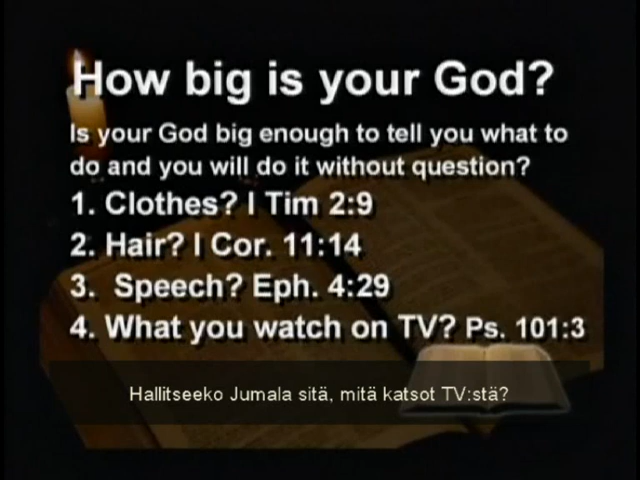 How big is your God?
Is your God big enough to tell you what to
do and you will do it without question?
1. Clothes? I Tim 2:9
2. Hair? I Cor. 11:14
3. Speech? Eph. 4:29
4. What you watch on TV? Ps. 101:3
Hallitseeko Jumala sitä, mitä katsot TV:stä?